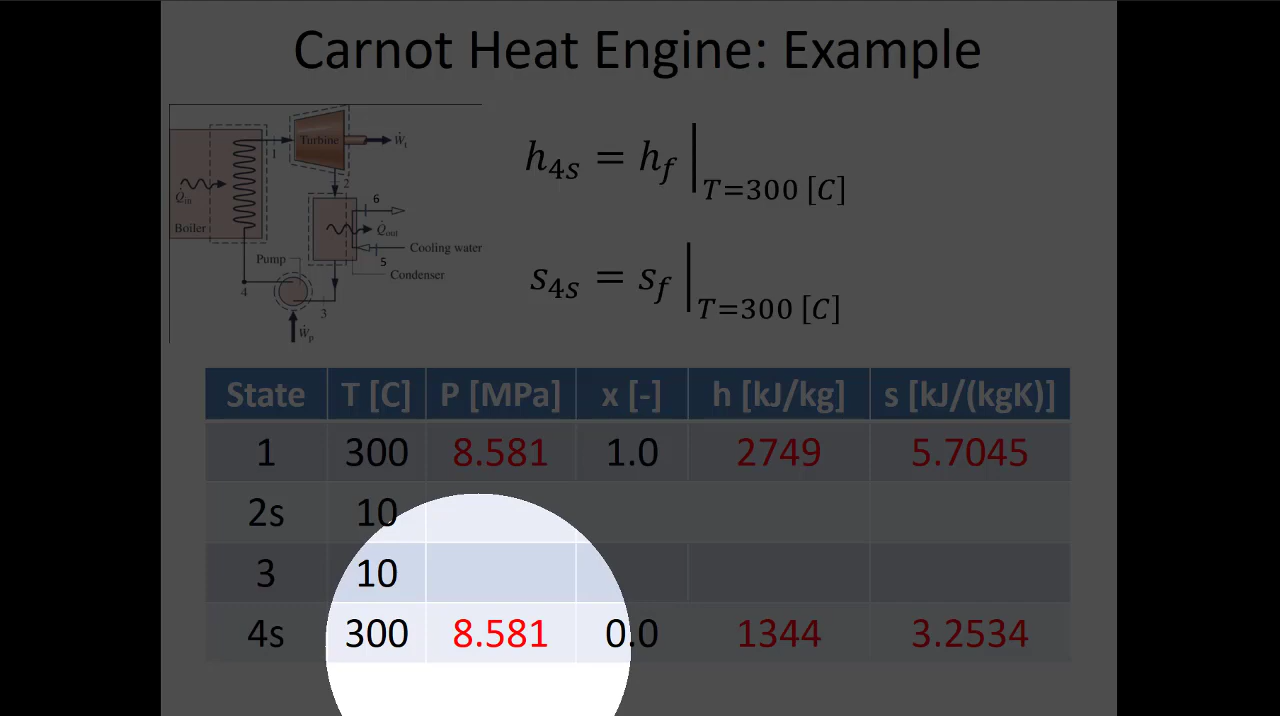 Carnot Heat Engine: Example
Turbine
Ẇt
1
2
Q̇in
6
Q̇out
Boiler
Cooling water
Pump
5
Condenser
4
3
Ẇp
h4s = hf |T=300 [C]
s4s = sf |T=300 [C]
State T [C] P [MPa] x [-] h [kJ/kg] s [kJ/(kgK)]
1 300 8.581 1.0 2749 5.7045
2s 10
3 10
4s 300 8.581 0.0 1344 3.2534